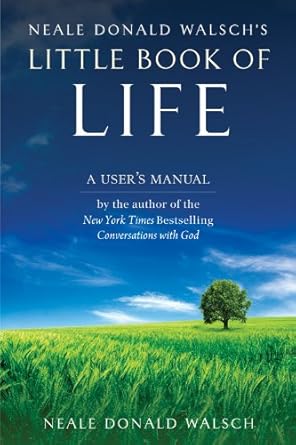 NEALE DONALD WALSCH'S
LITTLE BOOK OF
LIFE
A USER'S MANUAL
by the author of the
New York Times Bestselling
Conversations with God
NEALE DONALD WALSCH